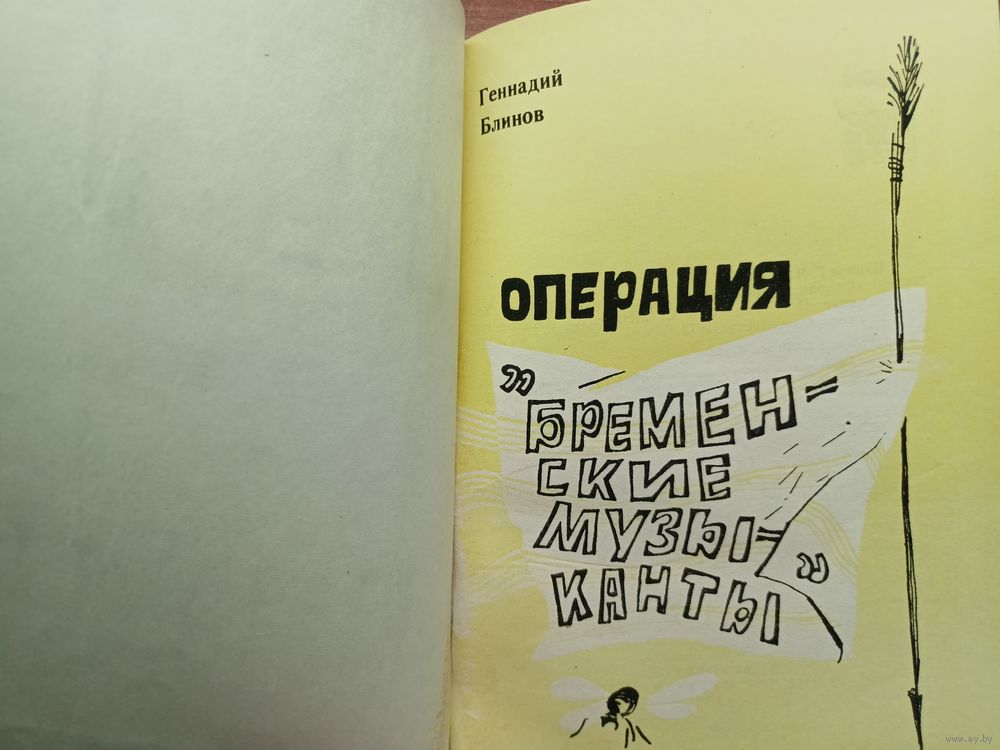 Геннадий
Блинов
ОПЕРАЦИЯ
"БРЕМЕН-
СКИЕ
МУЗЫ-
КАНТЫ"
www.ay.by